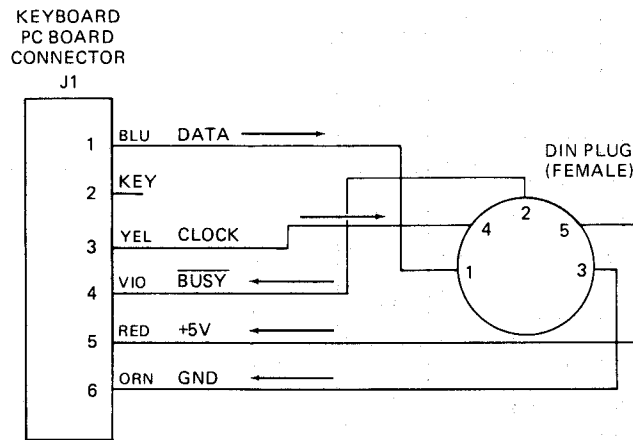 KEYBOARD
PC BOARD
CONNECTOR
J1
1 BLU DATA
2 KEY
3 YEL CLOCK
4 VIO BUSY
5 RED +5V
6 ORN GND
DIN PLUG
(FEMALE)
2
4 5
1 3